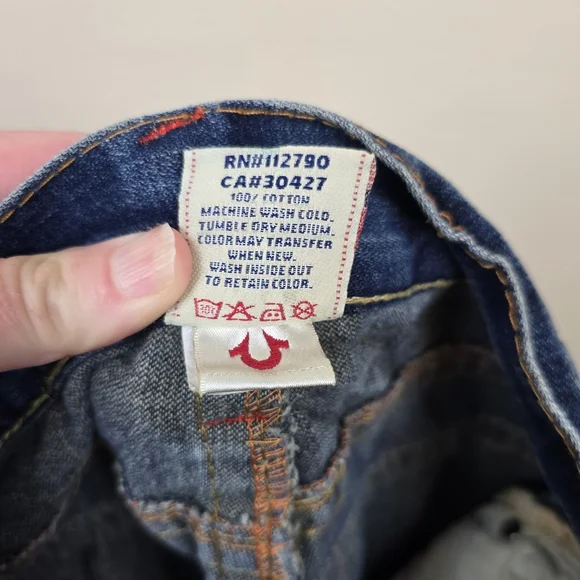 RN#112790
CA#30427
100% COTTON
MACHINE WASH COLD.
TUMBLE DRY MEDIUM.
COLOR MAY TRANSFER
WHEN NEW.
WASH INSIDE OUT
TO RETAIN COLOR.
30C